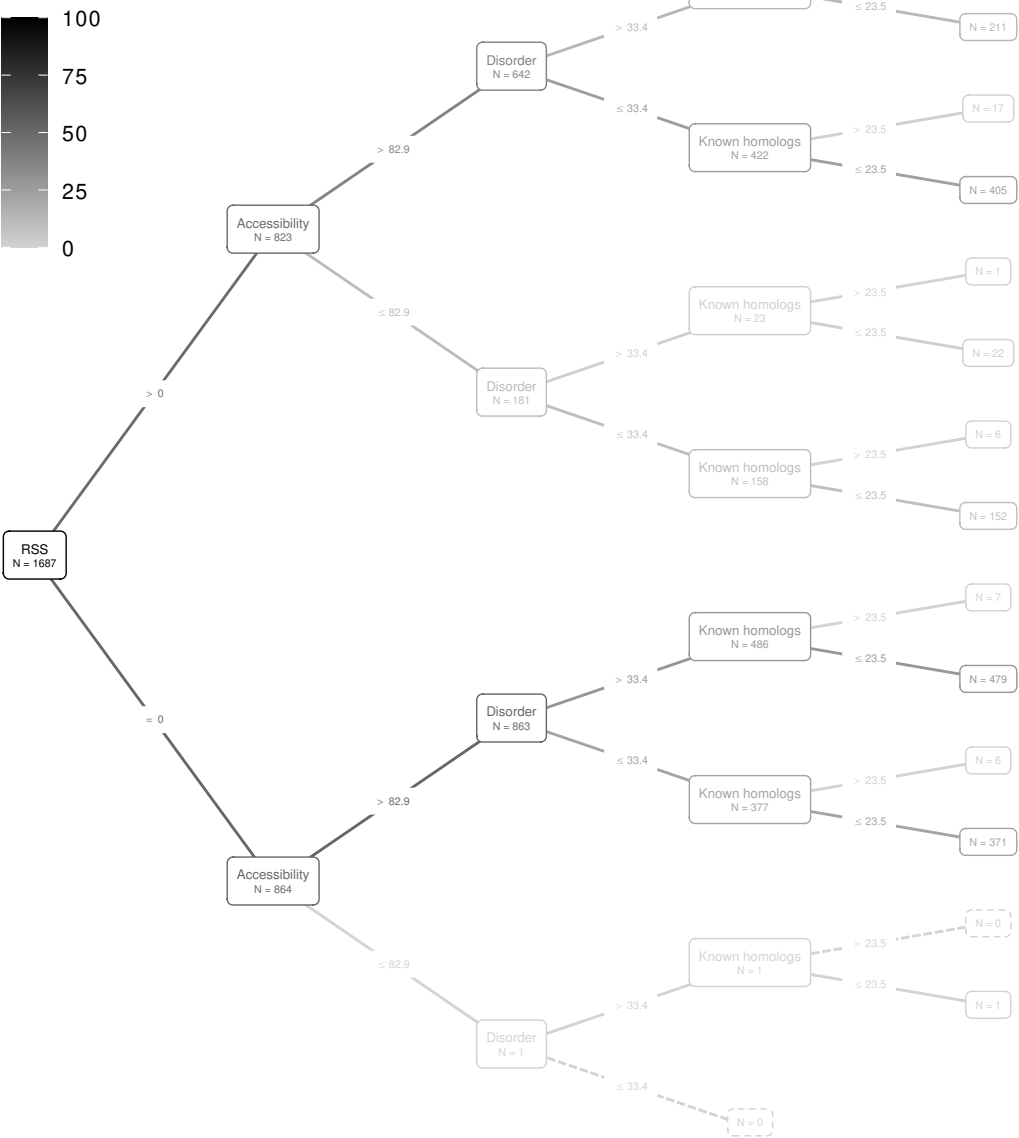 100
75
50
25
0
RSS
N = 1687
> 0
= 0
Accessibility
N = 823
> 82.9
≤ 82.9
Disorder
N = 642
> 33.4
≤ 33.4
≤ 23.5
N = 211
Known homologs
N = 422
> 23.5
N = 17
≤ 23.5
N = 405
Disorder
N = 181
> 33.4
≤ 33.4
Known homologs
N = 23
> 23.5
N = 1
≤ 23.5
N = 22
Known homologs
N = 158
> 23.5
N = 6
≤ 23.5
N = 152
Accessibility
N = 864
> 82.9
≤ 82.9
Disorder
N = 863
> 33.4
≤ 33.4
Known homologs
N = 486
> 23.5
N = 7
≤ 23.5
N = 479
Known homologs
N = 377
> 23.5
N = 6
≤ 23.5
N = 371
Disorder
N = 1
> 33.4
≤ 33.4
Known homologs
N = 1
> 23.5
N = 0
≤ 23.5
N = 1
N = 0